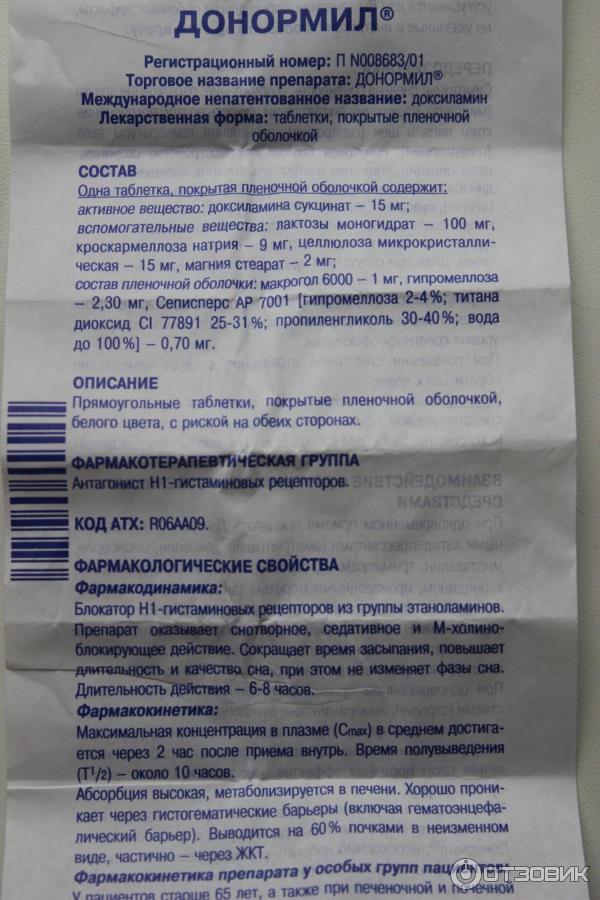 ДОНОРМИЛ®
Регистрационный номер: П N008683/01
Торговое название препарата: ДОНОРМИЛ®
Международное непатентованное название: доксиламин
Лекарственная форма: таблетки, покрытые пленочной
оболочкой
СОСТАВ
Одна таблетка, покрытая пленочной оболочкой содержит:
активное вещество: доксиламина сукцинат – 15 мг;
вспомогательные вещества: лактозы моногидрат – 100 мг,
кроскармеллоза натрия – 9 мг, целлюлоза микрокристалли-
ческая – 15 мг, магния стеарат – 2 мг;
состав пленочной оболочки: макрогол 6000 – 1 мг, гипромеллоза
– 2,30 мг, Сеписперс АР 7001 [гипромеллоза 2-4%; титана
диоксид CI 77891 25-31%; пропиленгликоль 30-40%; вода
до 100%] – 0,70 мг.
ОПИСАНИЕ
Прямоугольные таблетки, покрытые пленочной оболочкой,
белого цвета, с риской на обеих сторонах.
ФАРМАКОТЕРАПЕВТИЧЕСКАЯ ГРУППА
Антагонист Н1-гистаминовых рецепторов.
КОД АТХ: R06AA09.
ФАРМАКОЛОГИЧЕСКИЕ СВОЙСТВА
Фармакодинамика:
Блокатор Н1-гистаминовых рецепторов из группы этаноламинов.
Препарат оказывает снотворное, седативное и М-холино-
блокирующее действие. Сокращает время засыпания, повышает
длительность и качество сна, при этом не изменяет фазы сна.
Длительность действия – 6-8 часов.
Фармакокинетика:
Максимальная концентрация в плазме (Cmax) в среднем достига-
ется через 2 час после приема внутрь. Время полувыведения
(T1/2) – около 10 часов.
Абсорбция высокая, метаболизируется в печени. Хорошо прони-
кает через гистогематические барьеры (включая гематоэнцефа-
лический барьер). Выводится на 60% почками в неизменном
виде, частично – через ЖКТ.
Фармакокинетика препарата у особых групп пациентов:
У пациентов старше 65 лет, а также при печеночной и почечной
ОТЗОВИК